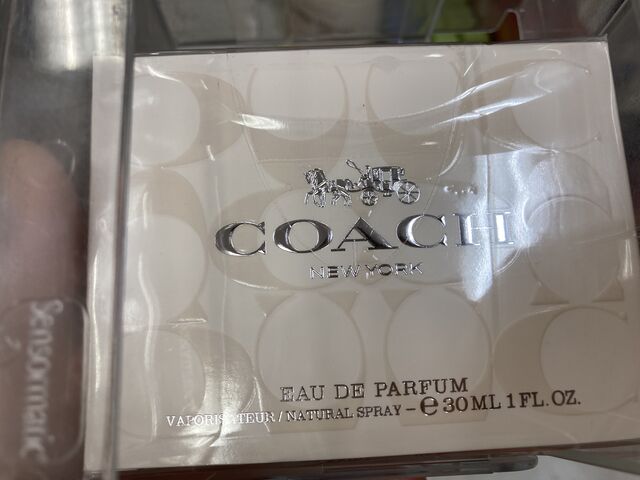 COACH
NEW YORK
EAU DE PARFUM
VAPORISATEUR / NATURAL SPRAY - ℮ 30 ML 1 FL. OZ.
Sensormatic